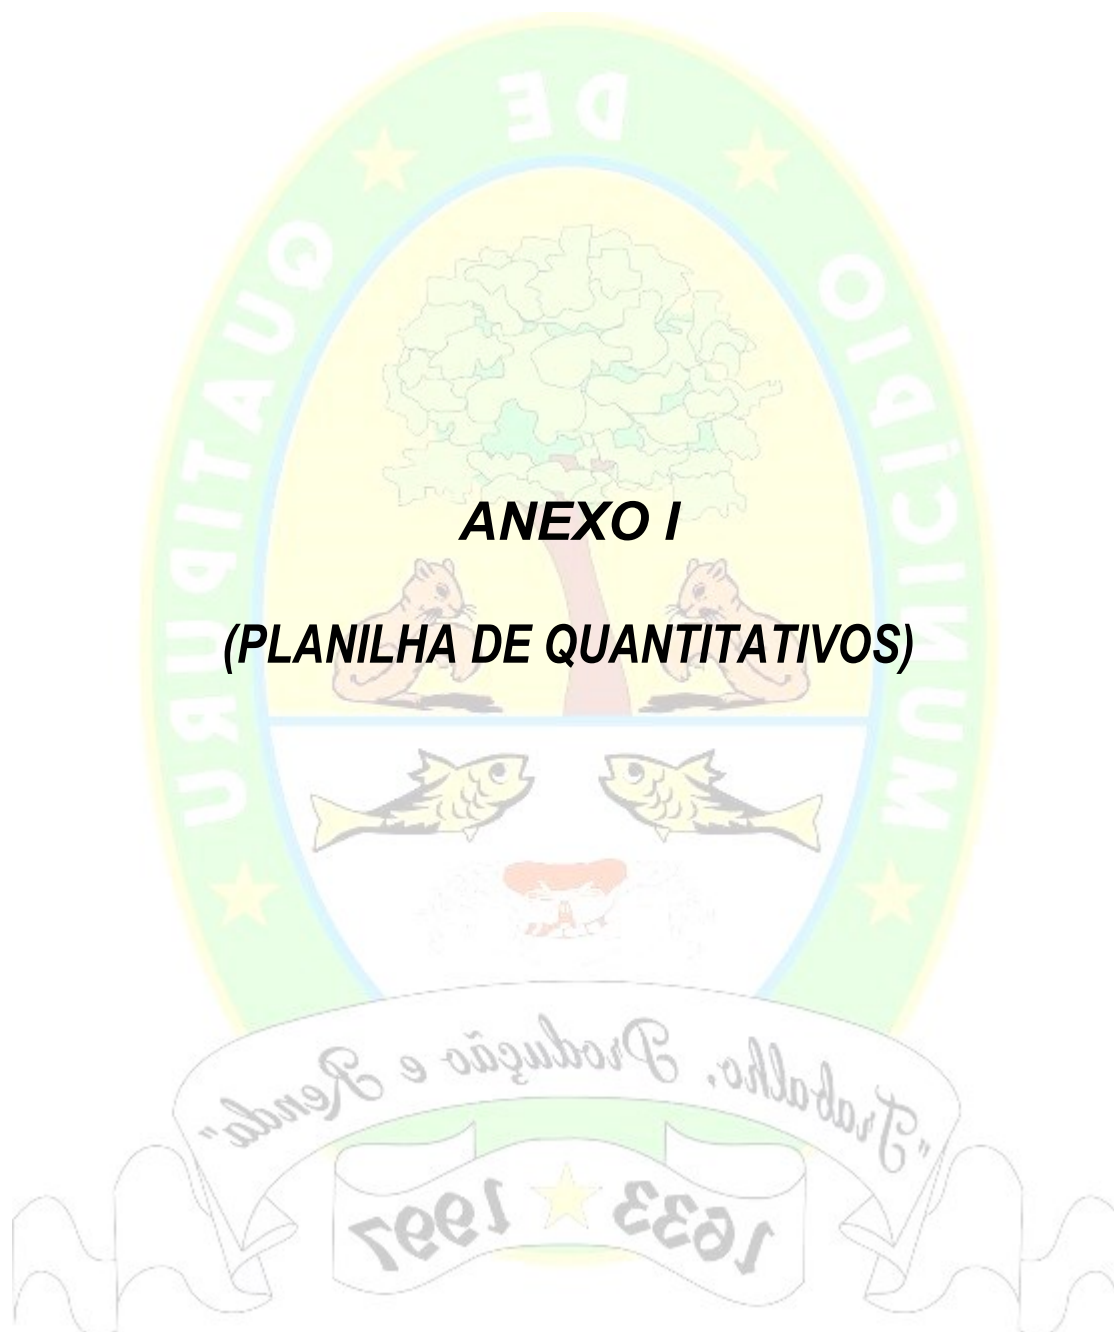 DE
QUATIPURU
MUNICÍPIO
ANEXO I
(PLANILHA DE QUANTITATIVOS)
"Trabalho, Produção e Renda"
1633 1997